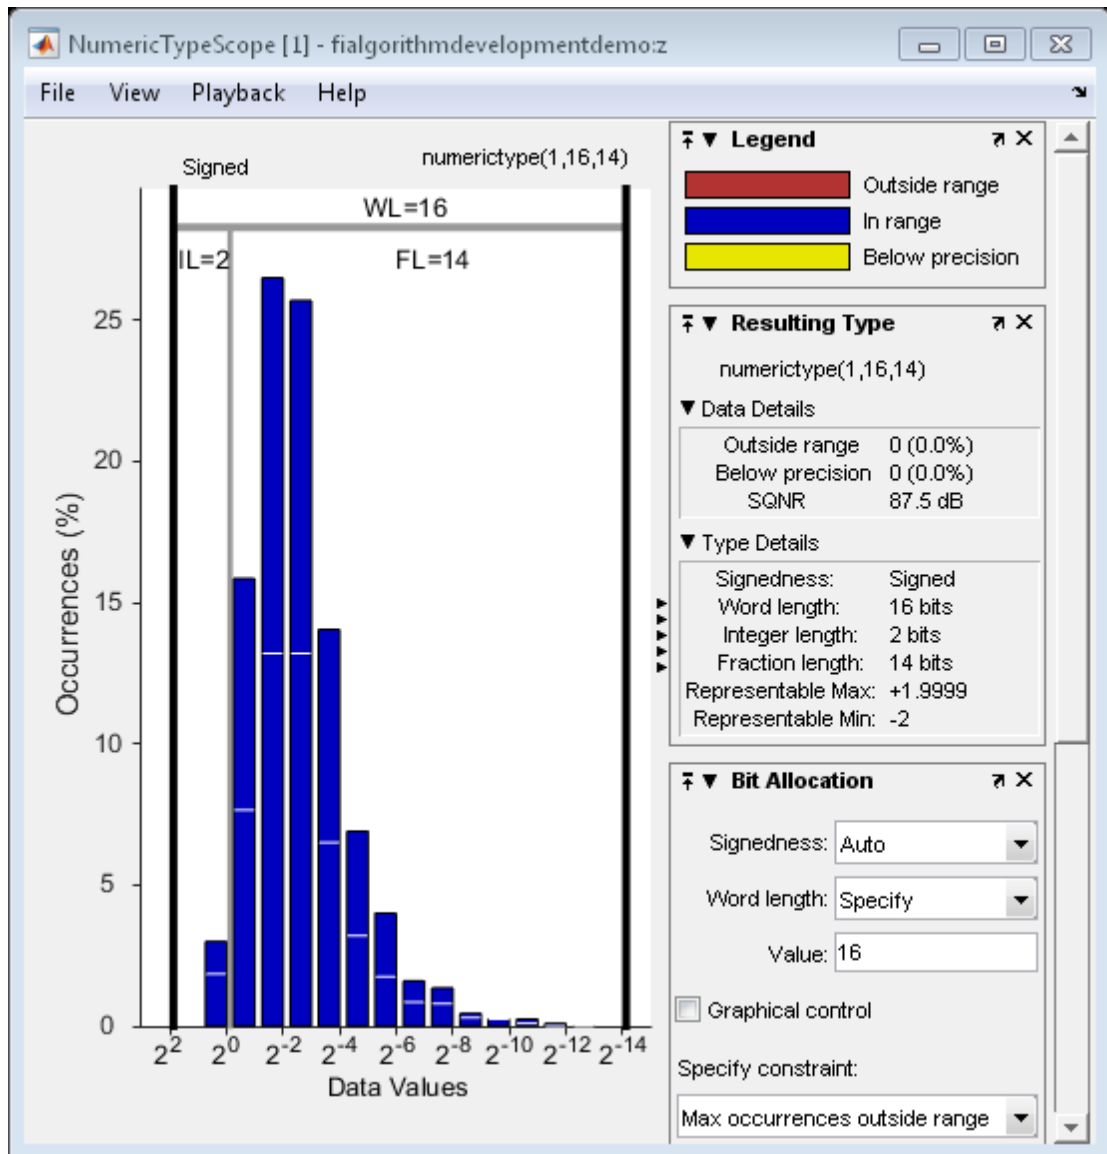 NumericTypeScope [1] - fialgorithmdevelopmentdemo:z
File View Playback Help
Signed numerictype(1,16,14)
WL=16
IL=2 FL=14
25
20
15
10
5
0
Occurrences (%)
2^2 2^0 2^-2 2^-4 2^-6 2^-8 2^-10 2^-12 2^-14
Data Values
Legend
Outside range
In range
Below precision
Resulting Type
numerictype(1,16,14)
Data Details
Outside range 0 (0.0%)
Below precision 0 (0.0%)
SQNR 87.5 dB
Type Details
Signedness: Signed
Word length: 16 bits
Integer length: 2 bits
Fraction length: 14 bits
Representable Max: +1.9999
Representable Min: -2
Bit Allocation
Signedness: Auto
Word length: Specify
Value: 16
Graphical control
Specify constraint:
Max occurrences outside range